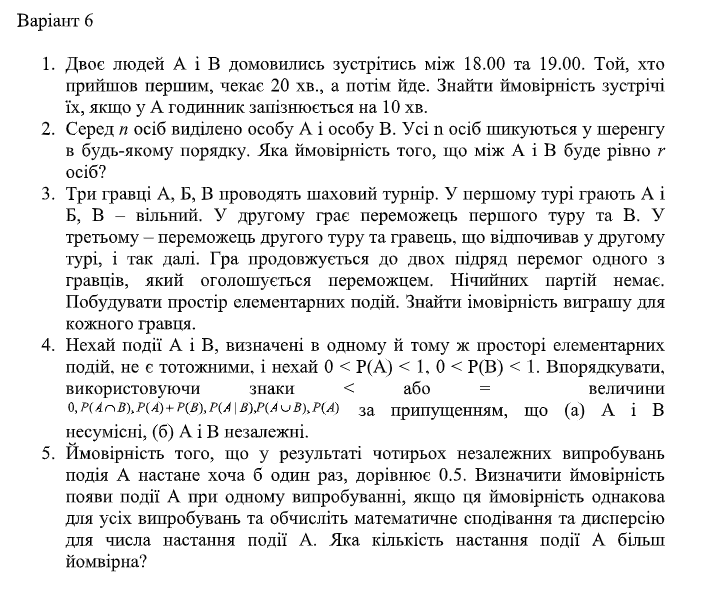 Варіант 6
1. Двоє людей А і В домовились зустрітись між 18.00 та 19.00. Той, хто
прийшов першим, чекає 20 хв., а потім йде. Знайти ймовірність зустрічі
їх, якщо у А годинник запізнюється на 10 хв.
2. Серед n осіб виділено особу А і особу В. Усі n осіб шикуються у шеренгу
в будь-якому порядку. Яка ймовірність того, що між А і В буде рівно r
осіб?
3. Три гравці А, Б, В проводять шаховий турнір. У першому турі грають А і
Б, В – вільний. У другому грає переможець першого туру та В. У
третьому – переможець другого туру та гравець, що відпочивав у другому
турі, і так далі. Гра продовжується до двох підряд перемог одного з
гравців, який оголошується переможцем. Нічийних партій немає.
Побудувати простір елементарних подій. Знайти імовірність виграшу для
кожного гравця.
4. Нехай події А і В, визначені в одному й тому ж просторі елементарних
подій, не є тотожними, і нехай 0 < P(A) < 1, 0 < P(B) < 1. Впорядкувати,
використовуючи знаки < або = величини
0, P(A∩B), P(A)+P(B), P(A|B), P(A∪B), P(A) за припущенням, що (а) А і В
несумісні, (б) А і В незалежні.
5. Ймовірність того, що у результаті чотирьох незалежних випробувань
подія А настане хоча б один раз, дорівнює 0.5. Визначити ймовірність
появи події А при одному випробуванні, якщо ця ймовірність однакова
для усіх випробувань та обчисліть математичне сподівання та дисперсію
для числа настання події А. Яка кількість настання події А більш
йомвірна?